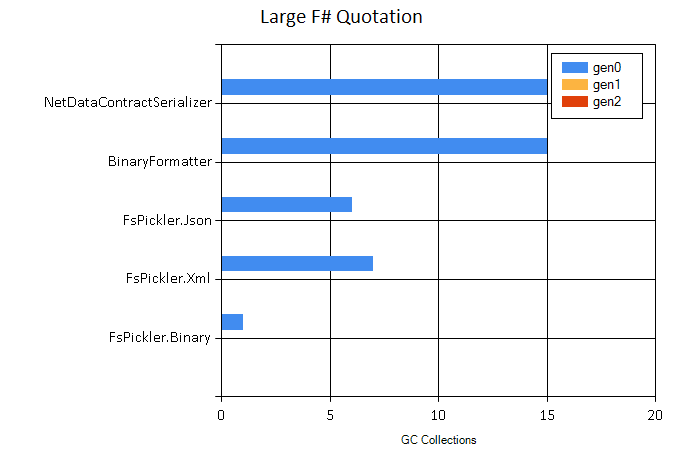 Large F# Quotation
gen0
gen1
gen2
NetDataContractSerializer
BinaryFormatter
FsPickler.Json
FsPickler.Xml
FsPickler.Binary
0 5 10 15 20
GC Collections